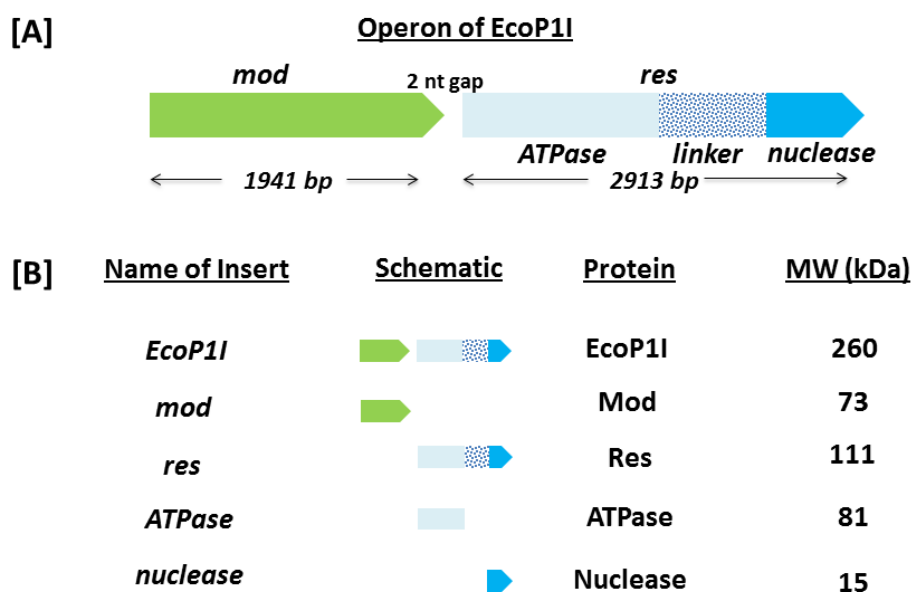 [A]
Operon of EcoP1I
mod
2 nt gap
res
ATPase
linker
nuclease
1941 bp
2913 bp
[B]
Name of Insert Schematic Protein MW (kDa)
EcoP1I EcoP1I 260
mod Mod 73
res Res 111
ATPase ATPase 81
nuclease Nuclease 15